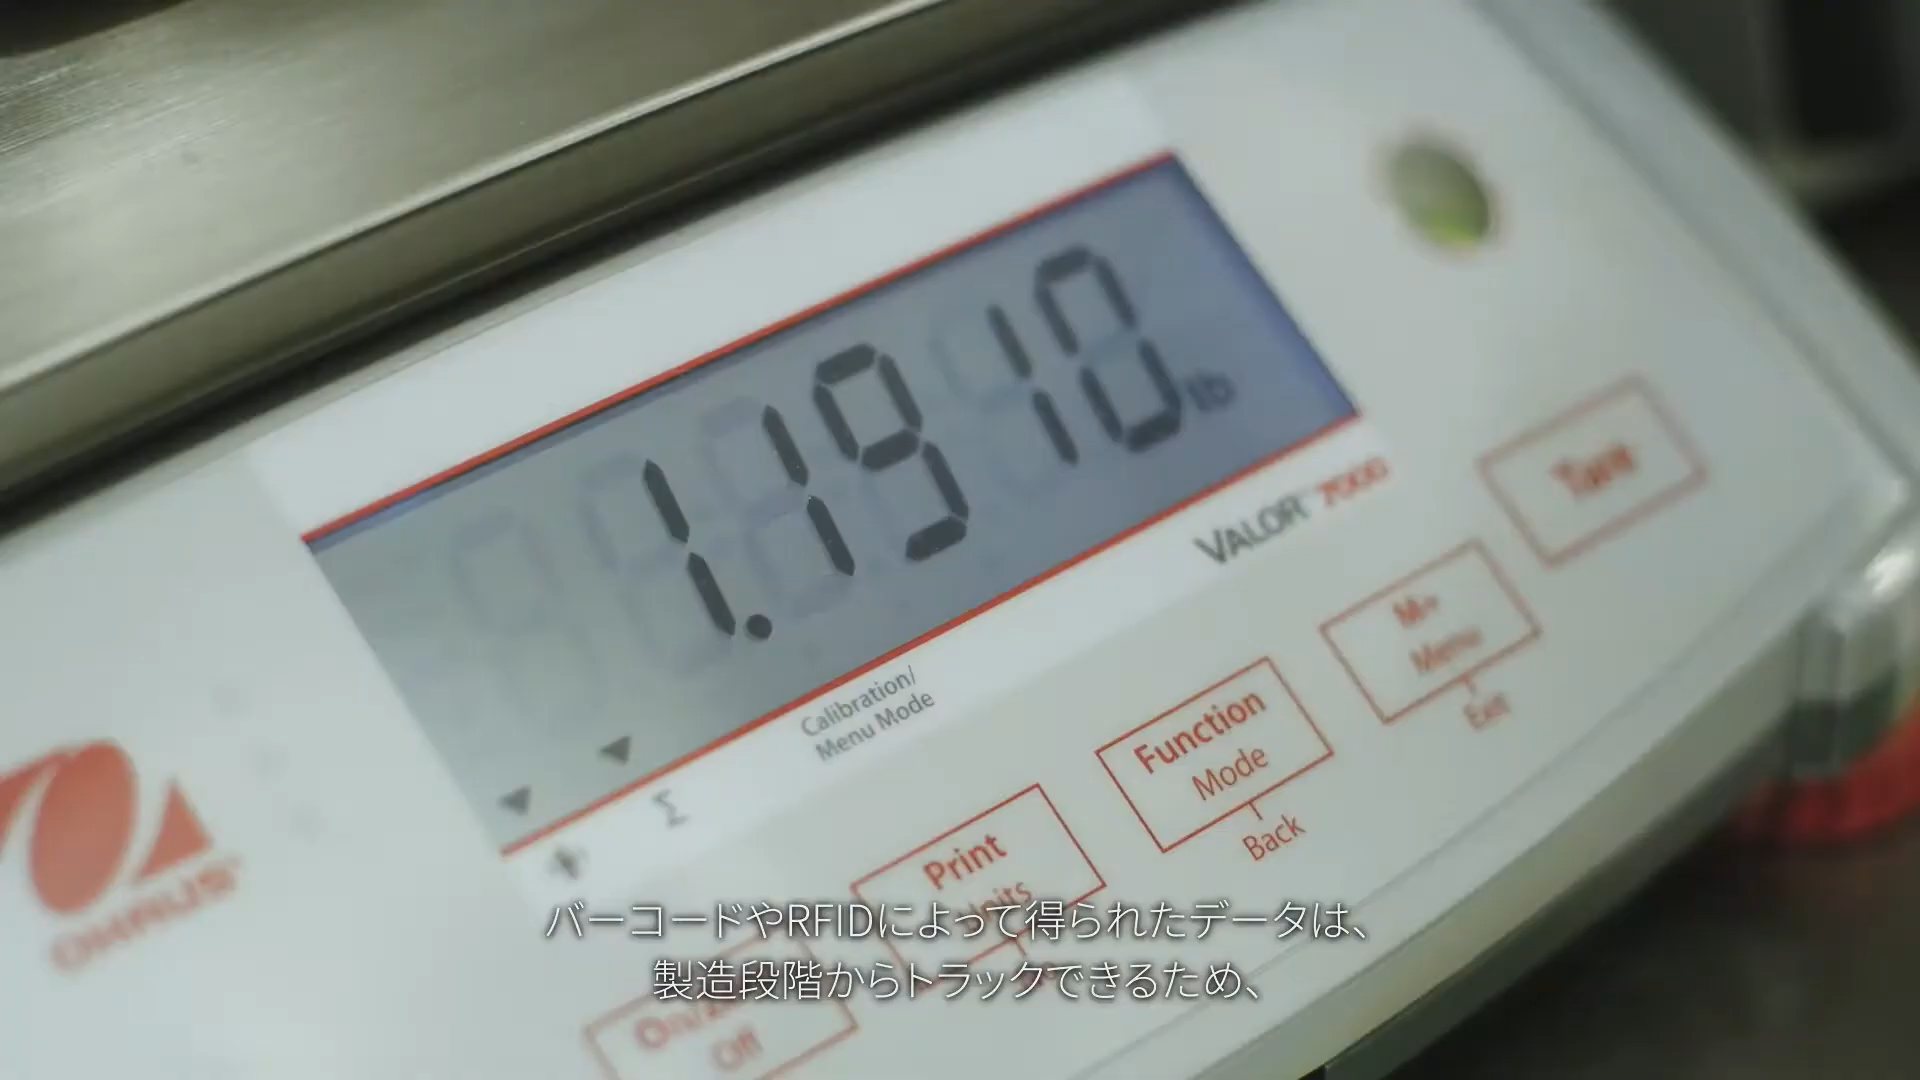 1.1910 lb
VALOR 7000
Calibration/
Menu Mode
Tare
M+
Menu
Exit
Function
Mode
Back
Σ
Print
Units
OHAUS
On/
Off
バーコードやRFIDによって得られたデータは、
製造段階からトラックできるため、